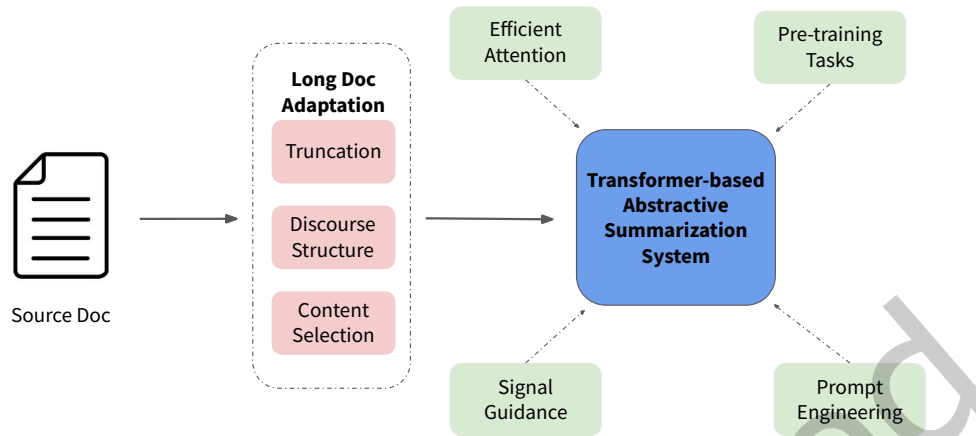 Efficient
Attention
Pre-training
Tasks
Long Doc
Adaptation
Truncation
Discourse
Structure
Content
Selection
Source Doc
Transformer-based
Abstractive
Summarization
System
Signal
Guidance
Prompt
Engineering